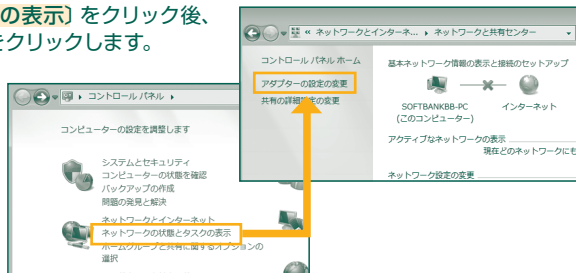 の表示〕をクリック後、
をクリックします。
« ネットワークとインターネ... ▸ ネットワークと共有センター
コントロール パネル ホーム
アダプターの設定の変更
共有の詳細設定の変更
基本ネットワーク情報の表示と接続のセットアップ
SOFTBANKBB-PC
(このコンピューター)
インターネット
アクティブなネットワークの表示
現在どのネットワークにも
ネットワーク設定の変更
▸ コントロール パネル ▸
コンピューターの設定を調整します
システムとセキュリティ
コンピューターの状態を確認
バックアップの作成
問題の発見と解決
ネットワークとインターネット
ネットワークの状態とタスクの表示
ホームグループと共有に関するオプションの
選択